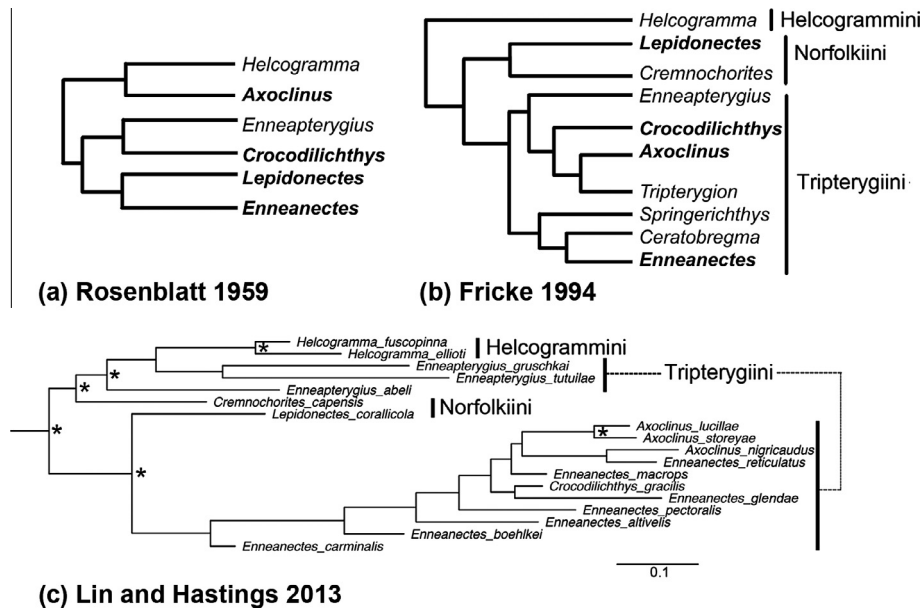 Helcogramma
Axoclinus
Enneapterygius
Crocodilichthys
Lepidonectes
Enneanectes
(a) Rosenblatt 1959
Helcogramma
Helcogrammini
Lepidonectes
Norfolkiini
Cremnochorites
Enneapterygius
Crocodilichthys
Axoclinus
Tripterygiini
Tripterygion
Springerichthys
Ceratobregma
Enneanectes
(b) Fricke 1994
* Helcogramma_fuscopinna
Helcogramma_ellioti
Helcogrammini
Enneapterygius_gruschkai
Enneapterygius_tutuilae
Tripterygiini
*
*
Enneapterygius_abeli
Cremnochorites_capensis
Lepidonectes_corallicola
Norfolkiini
*
*
Axoclinus_lucillae
*
Axoclinus_storeyae
Axoclinus_nigricaudus
Enneanectes_reticulatus
Enneanectes_macrops
Crocodilichthys_gracilis
Enneanectes_glendae
Enneanectes_pectoralis
Enneanectes_altivelis
Enneanectes_boehlkei
Enneanectes_carminalis
0.1
(c) Lin and Hastings 2013